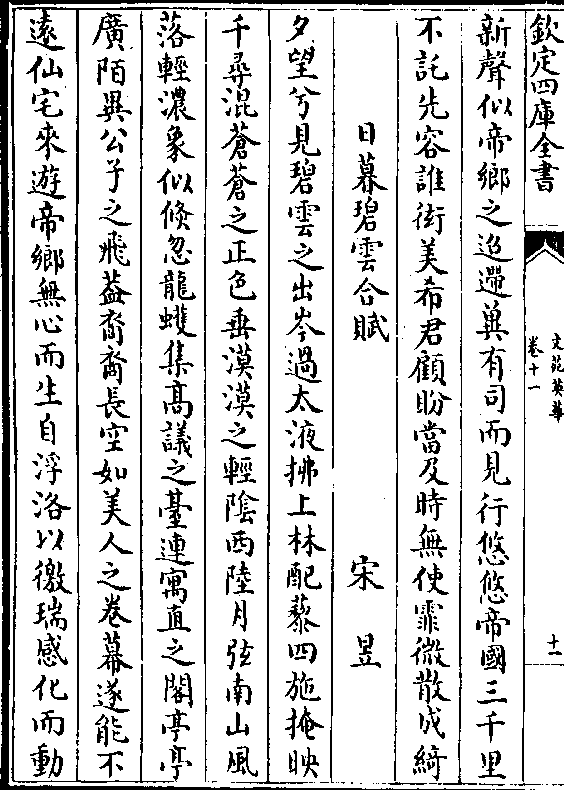 欽定四庫全書
文苑英華
卷十一
十一
新聲似帝鄉之迢遰冀有司而見行悠悠帝國三千里
不託先容誰衒美希君顧盼當及時無使霏微散成綺
日暮碧雲合賦 宋昱
夕望兮見碧雲之出岑過太液拂上林配藜四施掩映
千尋混蒼蒼之正色垂漠漠之輕陰西陸月弦南山風
落輕濃象似倐忽龍蠖集髙議之臺連寓直之閣亭亭
廣陌異公子之飛葢裔裔長空如美人之卷幕遂能不
遠仙宅來遊帝鄉無心而生自浮洛以徼瑞感化而動